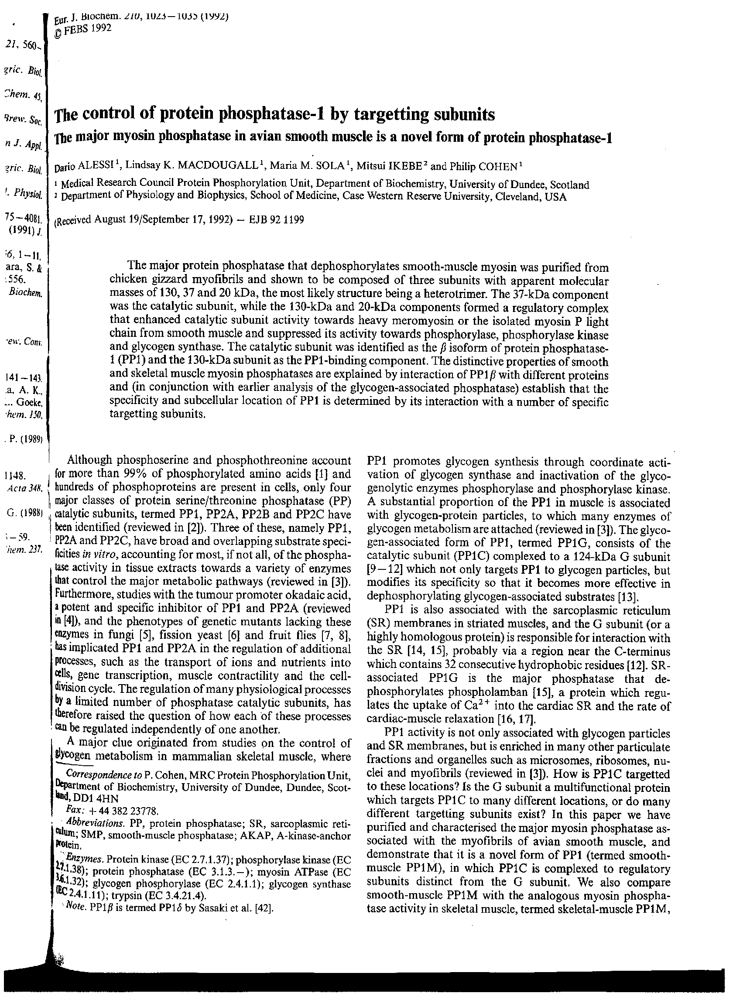 Eur. J. Biochem. 210, 1023–1035 (1992)
© FEBS 1992
21, 560–
gric. Biol.
Chem. 45,
Brew. Soc.
n J. Appl.
gric. Biol.
!. Physiol.
75–4081.
(1991) J.
6, 1–11.
ara, S. &
:556.
Biochem.
rew. Conv.
141–143.
a, A. K.,
... Goeke,
hem. 150,
. P. (1989)
1148.
Acta 348,
G. (1988)
–59.
hem. 237,
The control of protein phosphatase-1 by targetting subunits
The major myosin phosphatase in avian smooth muscle is a novel form of protein phosphatase-1
Dario ALESSI¹, Lindsay K. MACDOUGALL¹, Maria M. SOLA¹, Mitsui IKEBE² and Philip COHEN¹
¹ Medical Research Council Protein Phosphorylation Unit, Department of Biochemistry, University of Dundee, Scotland
² Department of Physiology and Biophysics, School of Medicine, Case Western Reserve University, Cleveland, USA
(Received August 19/September 17, 1992) — EJB 92 1199
The major protein phosphatase that dephosphorylates smooth-muscle myosin was purified from
chicken gizzard myofibrils and shown to be composed of three subunits with apparent molecular
masses of 130, 37 and 20 kDa, the most likely structure being a heterotrimer. The 37-kDa component
was the catalytic subunit, while the 130-kDa and 20-kDa components formed a regulatory complex
that enhanced catalytic subunit activity towards heavy meromyosin or the isolated myosin P light
chain from smooth muscle and suppressed its activity towards phosphorylase, phosphorylase kinase
and glycogen synthase. The catalytic subunit was identified as the β isoform of protein phosphatase-
1 (PP1) and the 130-kDa subunit as the PP1-binding component. The distinctive properties of smooth
and skeletal muscle myosin phosphatases are explained by interaction of PP1β with different proteins
and (in conjunction with earlier analysis of the glycogen-associated phosphatase) establish that the
specificity and subcellular location of PP1 is determined by its interaction with a number of specific
targetting subunits.
Although phosphoserine and phosphothreonine account
for more than 99% of phosphorylated amino acids [1] and
hundreds of phosphoproteins are present in cells, only four
major classes of protein serine/threonine phosphatase (PP)
catalytic subunits, termed PP1, PP2A, PP2B and PP2C have
been identified (reviewed in [2]). Three of these, namely PP1,
PP2A and PP2C, have broad and overlapping substrate speci-
ficities in vitro, accounting for most, if not all, of the phospha-
tase activity in tissue extracts towards a variety of enzymes
that control the major metabolic pathways (reviewed in [3]).
Furthermore, studies with the tumour promoter okadaic acid,
a potent and specific inhibitor of PP1 and PP2A (reviewed
in [4]), and the phenotypes of genetic mutants lacking these
enzymes in fungi [5], fission yeast [6] and fruit flies [7, 8],
has implicated PP1 and PP2A in the regulation of additional
processes, such as the transport of ions and nutrients into
cells, gene transcription, muscle contractility and the cell-
division cycle. The regulation of many physiological processes
by a limited number of phosphatase catalytic subunits, has
therefore raised the question of how each of these processes
can be regulated independently of one another.
A major clue originated from studies on the control of
glycogen metabolism in mammalian skeletal muscle, where
Correspondence to P. Cohen, MRC Protein Phosphorylation Unit,
Department of Biochemistry, University of Dundee, Dundee, Scot-
land, DD1 4HN
Fax: + 44 382 23778.
Abbreviations. PP, protein phosphatase; SR, sarcoplasmic reti-
culum; SMP, smooth-muscle phosphatase; AKAP, A-kinase-anchor
protein.
Enzymes. Protein kinase (EC 2.7.1.37); phosphorylase kinase (EC
2.7.1.38); protein phosphatase (EC 3.1.3.–); myosin ATPase (EC
3.6.1.32); glycogen phosphorylase (EC 2.4.1.1); glycogen synthase
(EC 2.4.1.11); trypsin (EC 3.4.21.4).
Note. PP1β is termed PP1δ by Sasaki et al. [42].
PP1 promotes glycogen synthesis through coordinate acti-
vation of glycogen synthase and inactivation of the glyco-
genolytic enzymes phosphorylase and phosphorylase kinase.
A substantial proportion of the PP1 in muscle is associated
with glycogen-protein particles, to which many enzymes of
glycogen metabolism are attached (reviewed in [3]). The glyco-
gen-associated form of PP1, termed PP1G, consists of the
catalytic subunit (PP1C) complexed to a 124-kDa G subunit
[9–12] which not only targets PP1 to glycogen particles, but
modifies its specificity so that it becomes more effective in
dephosphorylating glycogen-associated substrates [13].
PP1 is also associated with the sarcoplasmic reticulum
(SR) membranes in striated muscles, and the G subunit (or a
highly homologous protein) is responsible for interaction with
the SR [14, 15], probably via a region near the C-terminus
which contains 32 consecutive hydrophobic residues [12]. SR-
associated PP1G is the major phosphatase that de-
phosphorylates phospholamban [15], a protein which regu-
lates the uptake of Ca²⁺ into the cardiac SR and the rate of
cardiac-muscle relaxation [16, 17].
PP1 activity is not only associated with glycogen particles
and SR membranes, but is enriched in many other particulate
fractions and organelles such as microsomes, ribosomes, nu-
clei and myofibrils (reviewed in [3]). How is PP1C targetted
to these locations? Is the G subunit a multifunctional protein
which targets PP1C to many different locations, or do many
different targetting subunits exist? In this paper we have
purified and characterised the major myosin phosphatase as-
sociated with the myofibrils of avian smooth muscle, and
demonstrate that it is a novel form of PP1 (termed smooth-
muscle PP1M), in which PP1C is complexed to regulatory
subunits distinct from the G subunit. We also compare
smooth-muscle PP1M with the analogous myosin phospha-
tase activity in skeletal muscle, termed skeletal-muscle PP1M,